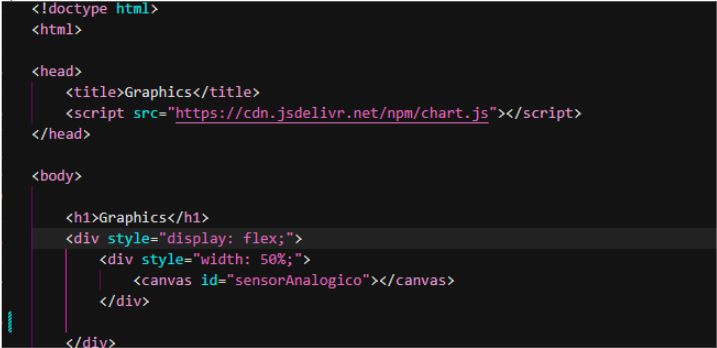 <!doctype html>
<html>
<head>
<title>Graphics</title>
<script src="https://cdn.jsdelivr.net/npm/chart.js"></script>
</head>
<body>
<h1>Graphics</h1>
<div style="display: flex;">
<div style="width: 50%;">
<canvas id="sensorAnalogico"></canvas>
</div>
</div>